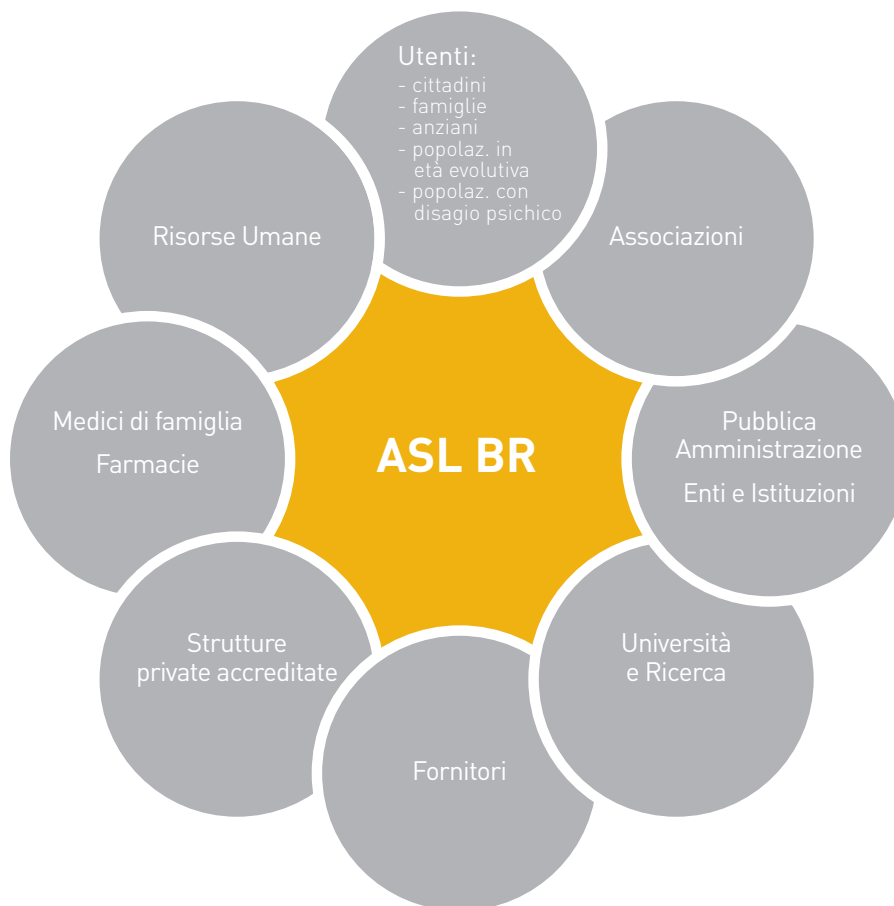 Utenti:
- cittadini
- famiglie
- anziani
- popolaz. in
età evolutiva
- popolaz. con
disagio psichico
Risorse Umane
Associazioni
Medici di famiglia
Farmacie
ASL BR
Pubblica
Amministrazione
Enti e Istituzioni
Strutture
private accreditate
Università
e Ricerca
Fornitori